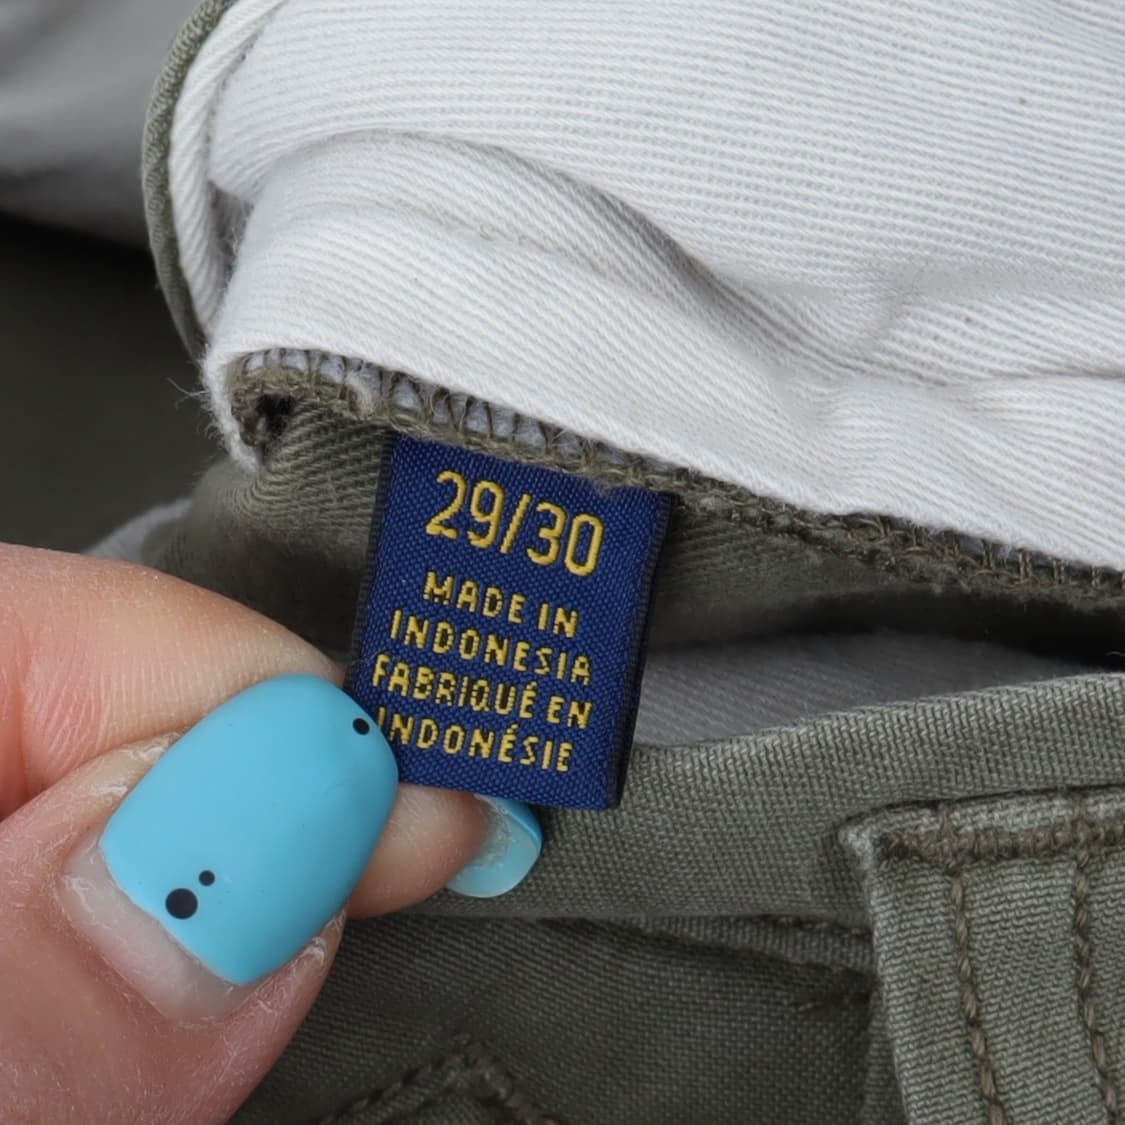 29/30
MADE IN
INDONESIA
FABRIQUÉ EN
INDONÉSIE